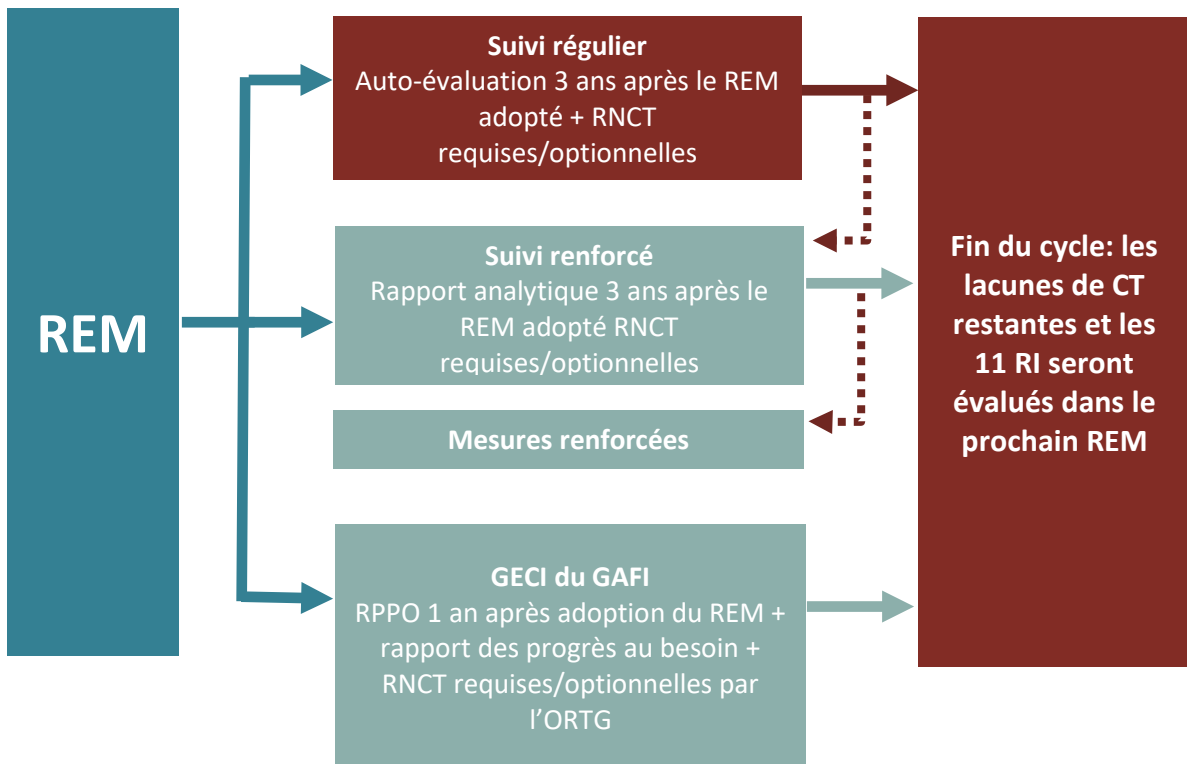 REM
Suivi régulier
Auto-évaluation 3 ans après le REM
adopté + RNCT
requises/optionnelles
Suivi renforcé
Rapport analytique 3 ans après le
REM adopté RNCT
requises/optionnelles
Mesures renforcées
GECI du GAFI
RPPO 1 an après adoption du REM +
rapport des progrès au besoin +
RNCT requises/optionnelles par
l’ORTG
Fin du cycle: les
lacunes de CT
restantes et les
11 RI seront
évalués dans le
prochain REM